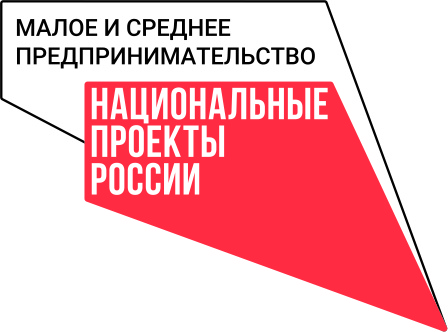 МАЛОЕ И СРЕДНЕЕ
ПРЕДПРИНИМАТЕЛЬСТВО
НАЦИОНАЛЬНЫЕ
ПРОЕКТЫ
РОССИИ